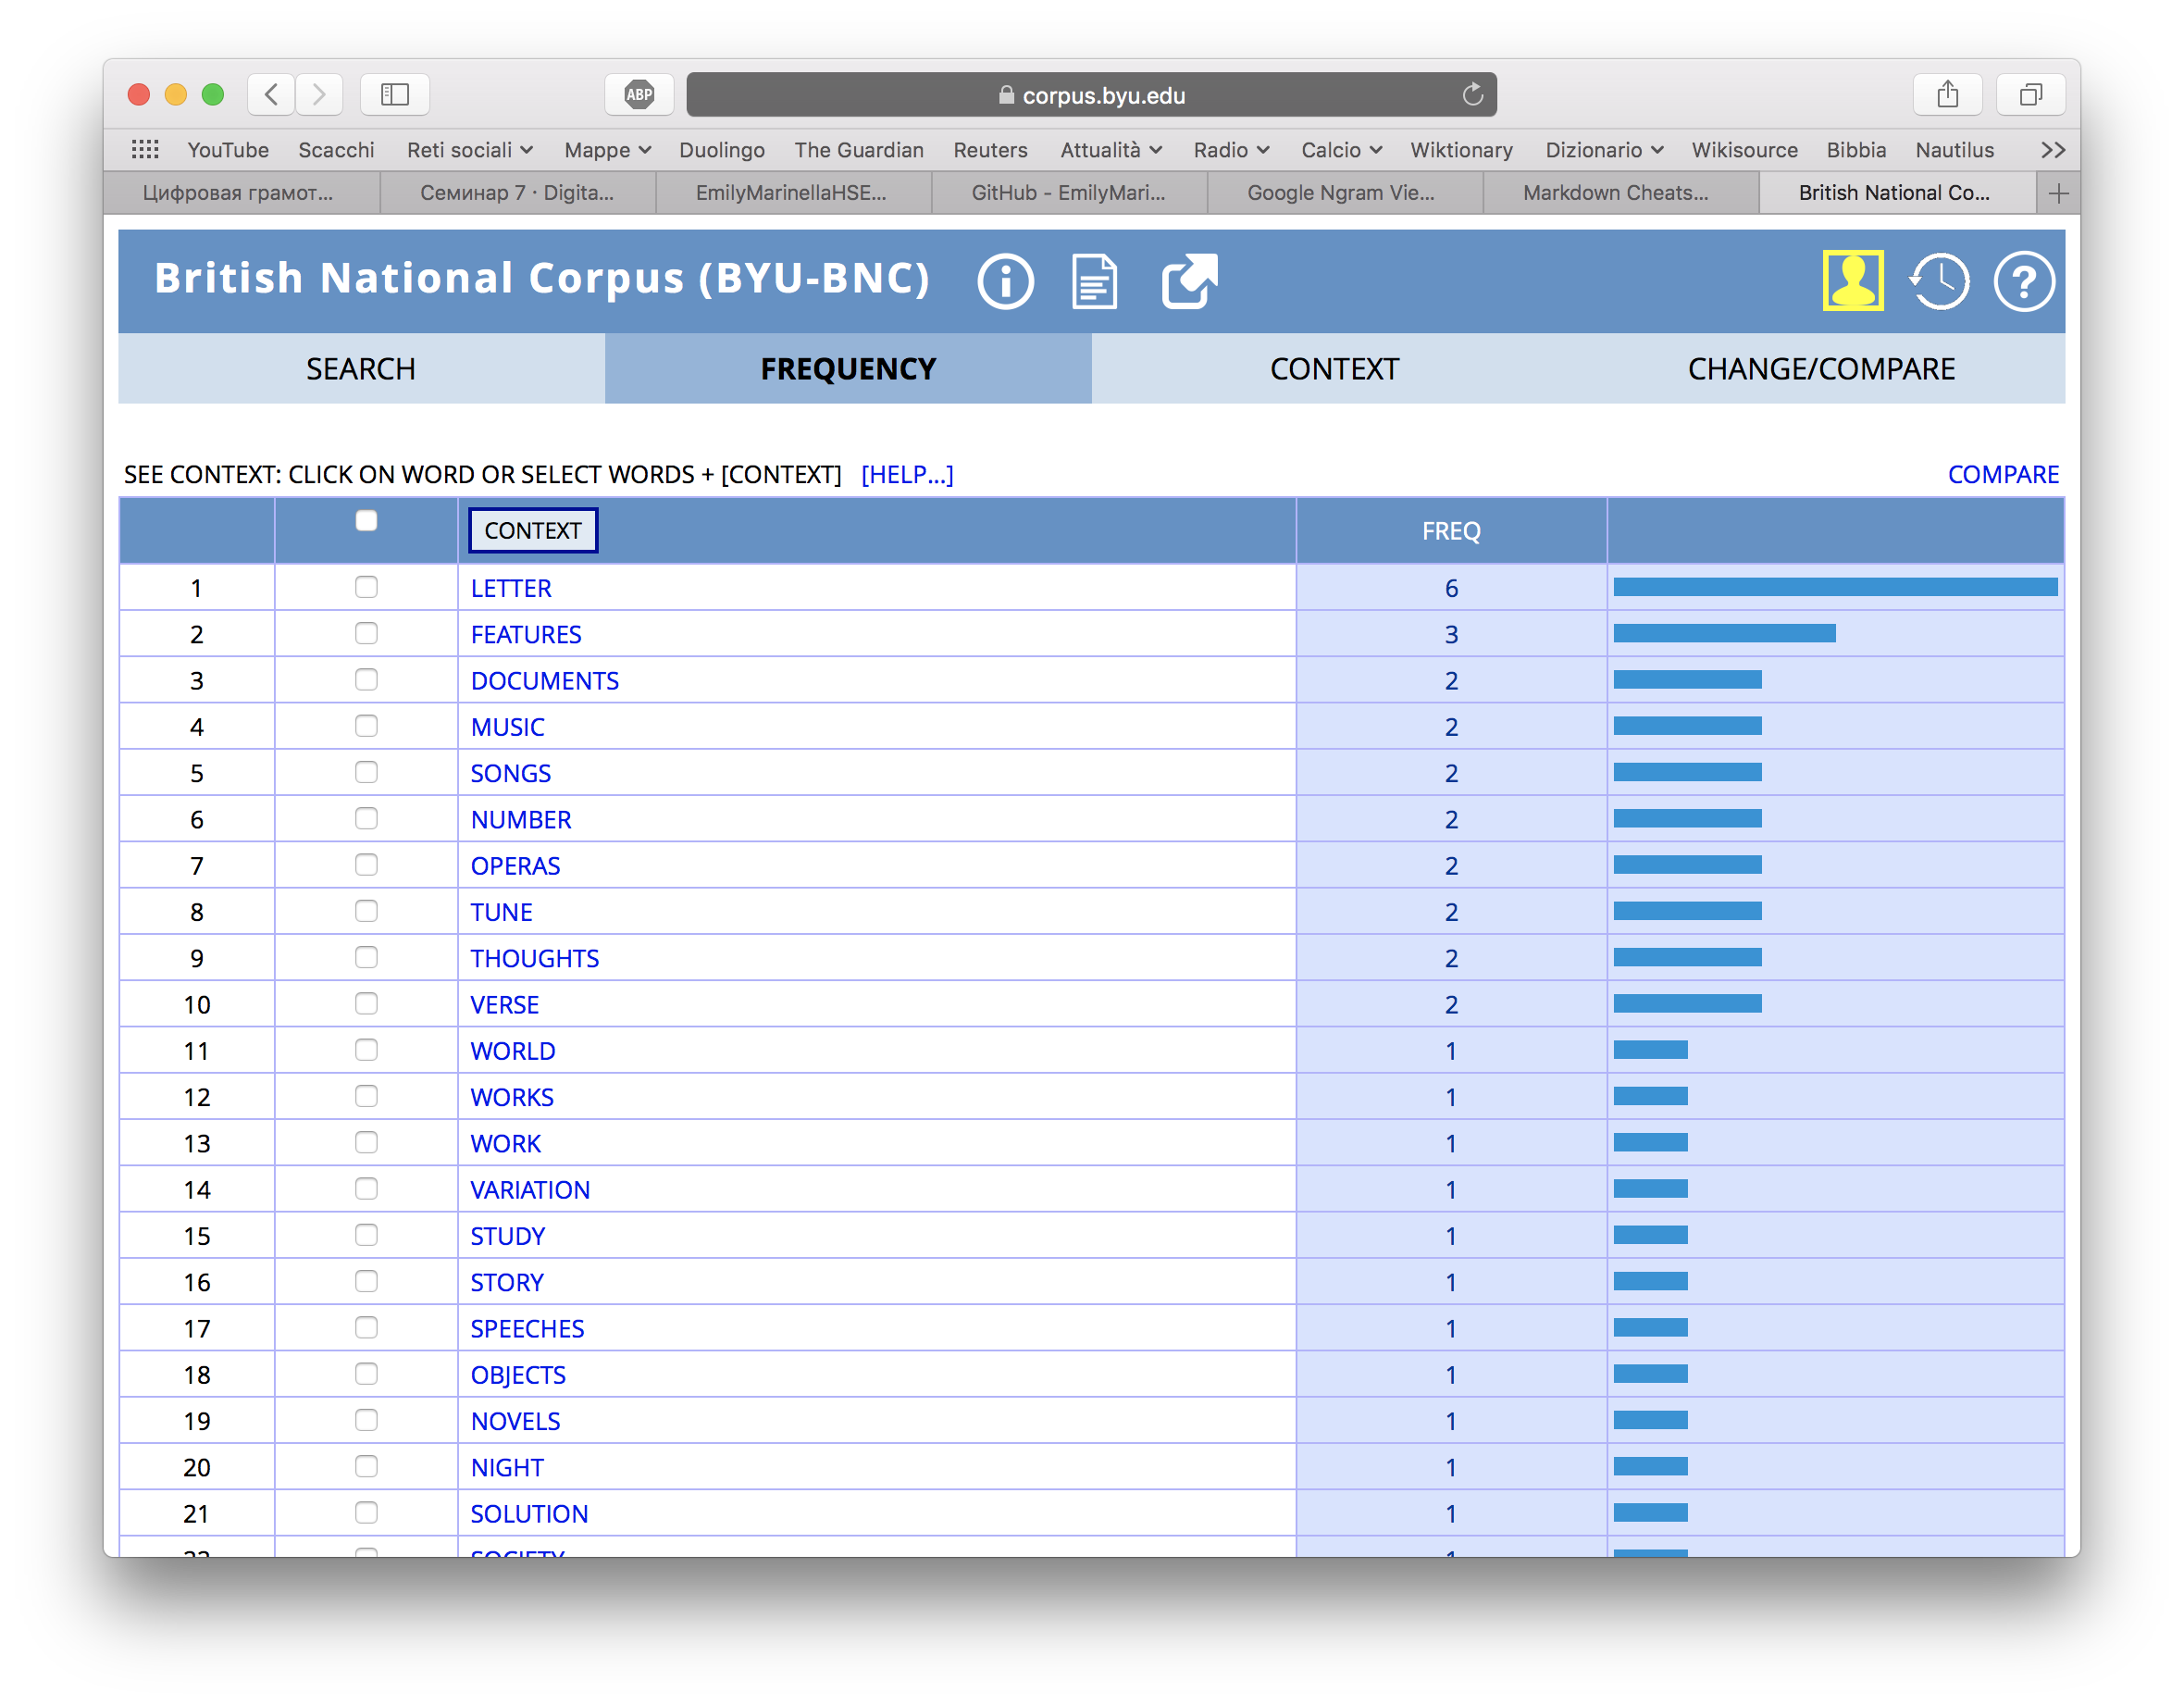 ABP corpus.byu.edu
YouTube Scacchi Reti sociali Mappe Duolingo The Guardian Reuters Attualità Radio Calcio Wiktionary Dizionario Wikisource Bibbia Nautilus >>
Цифровая грамот... Семинар 7 · Digita... EmilyMarinellaHSE... GitHub - EmilyMari... Google Ngram Vie... Markdown Cheats... British National Co... +
British National Corpus (BYU-BNC) i ?
SEARCH FREQUENCY CONTEXT CHANGE/COMPARE
SEE CONTEXT: CLICK ON WORD OR SELECT WORDS + [CONTEXT] [HELP...] COMPARE
CONTEXT FREQ
1 LETTER 6
2 FEATURES 3
3 DOCUMENTS 2
4 MUSIC 2
5 SONGS 2
6 NUMBER 2
7 OPERAS 2
8 TUNE 2
9 THOUGHTS 2
10 VERSE 2
11 WORLD 1
12 WORKS 1
13 WORK 1
14 VARIATION 1
15 STUDY 1
16 STORY 1
17 SPEECHES 1
18 OBJECTS 1
19 NOVELS 1
20 NIGHT 1
21 SOLUTION 1
22 SOCIETY 1